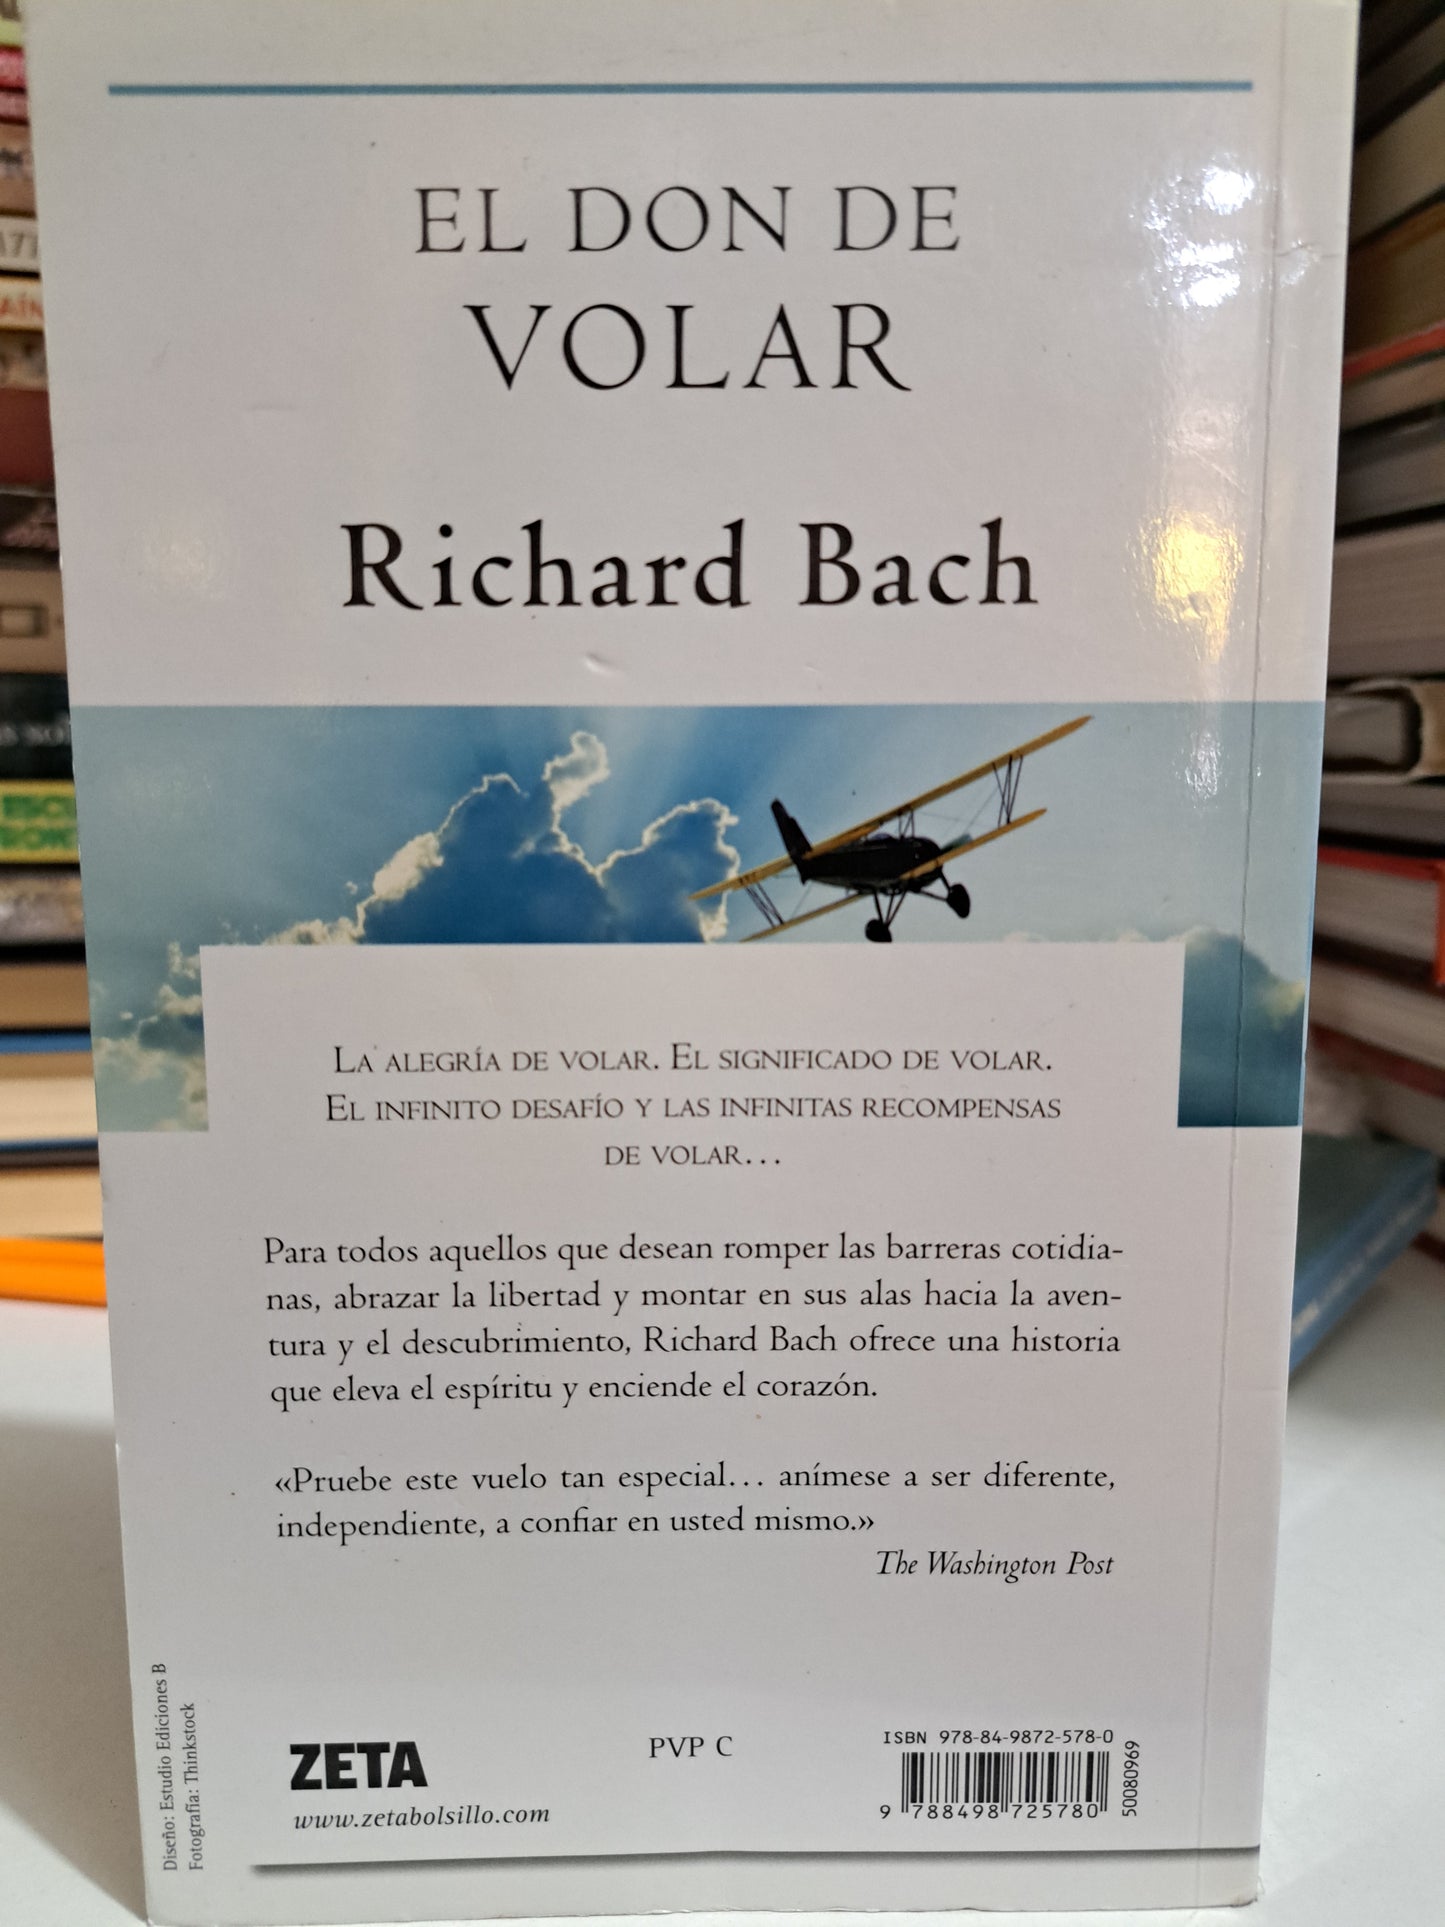 EL DON DE
VOLAR
Richard Bach
La alegría de volar. El significado de volar.
El infinito desafío y las infinitas recompensas
de volar...
Para todos aquellos que desean romper las barreras cotidia-
nas, abrazar la libertad y montar en sus alas hacia la aven-
tura y el descubrimiento, Richard Bach ofrece una historia
que eleva el espíritu y enciende el corazón.
«Pruebe este vuelo tan especial... anímese a ser diferente,
independiente, a confiar en usted mismo.»
The Washington Post
Diseño: Estudio Ediciones B
Fotografía: Thinkstock
ZETA
www.zetabolsillo.com
PVP C
ISBN 978-84-9872-578-0
9 788498 725780
50080969